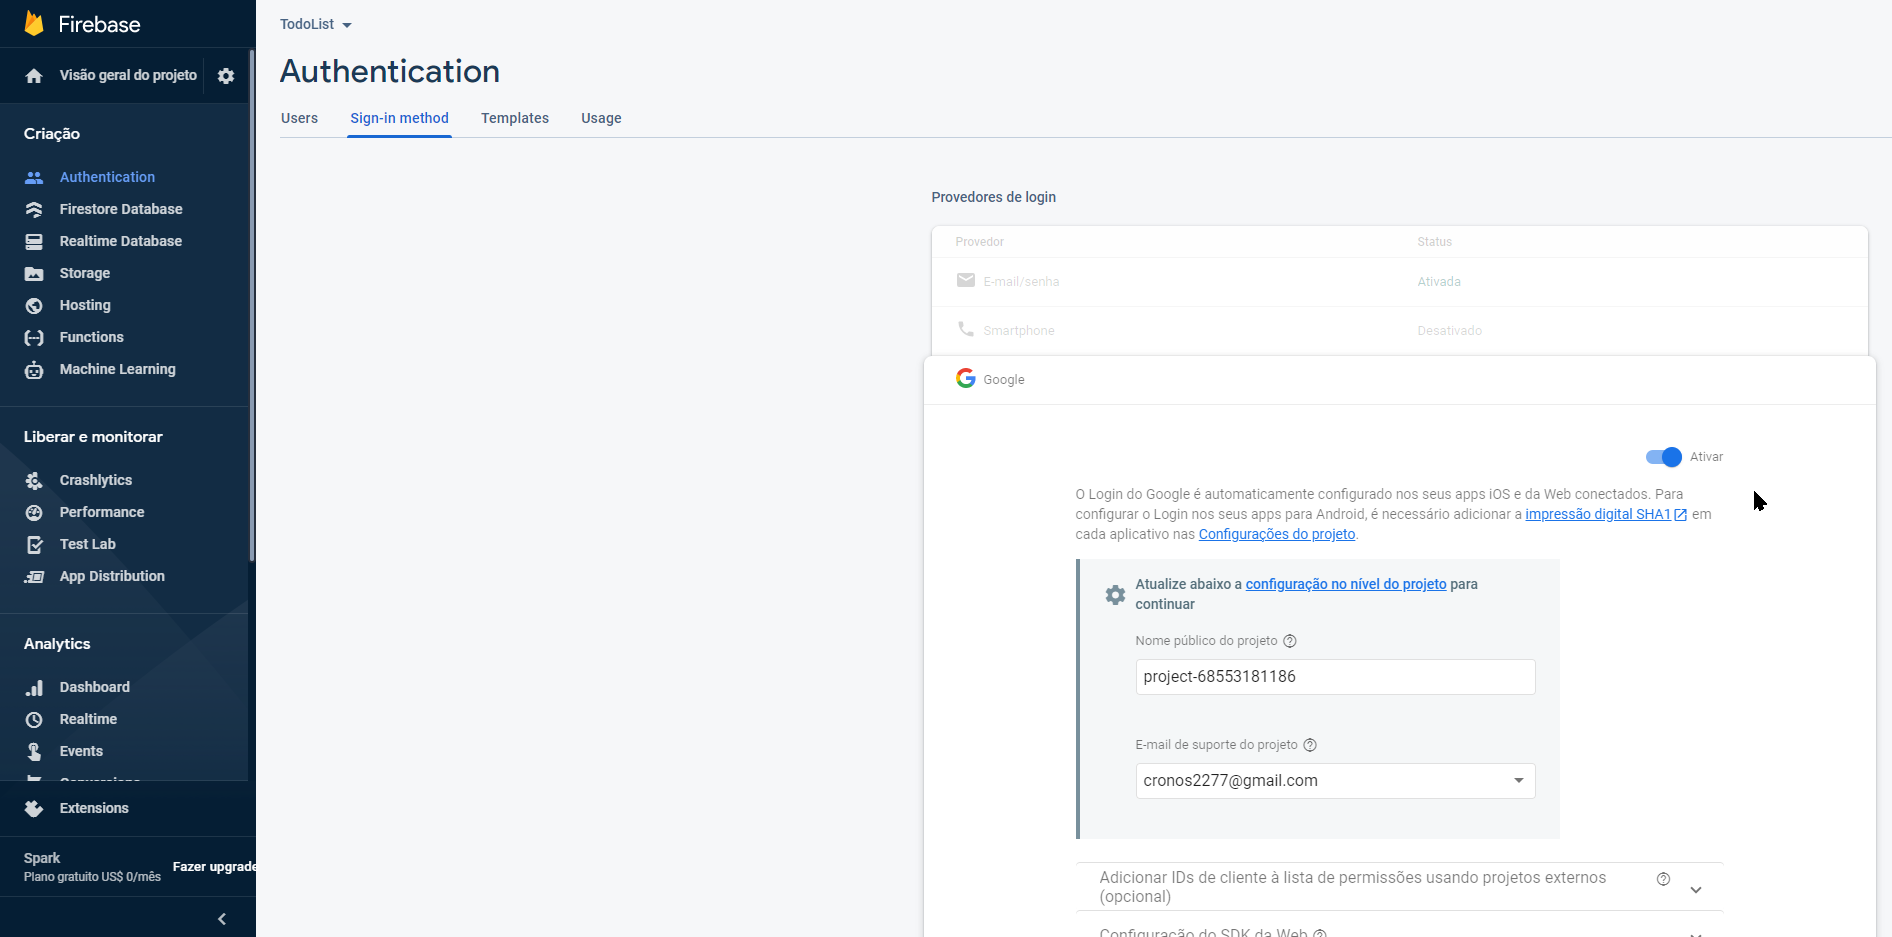 Firebase
Visão geral do projeto
Criação
Authentication
Firestore Database
Realtime Database
Storage
Hosting
Functions
Machine Learning
Liberar e monitorar
Crashlytics
Performance
Test Lab
App Distribution
Analytics
Dashboard
Realtime
Events
Conversions
Extensions
Spark
Plano gratuito US$ 0/mês
Fazer upgrade
TodoList
Authentication
Users Sign-in method Templates Usage
Provedores de login
Provedor Status
E-mail/senha Ativada
Smartphone Desativado
Google
Ativar
O Login do Google é automaticamente configurado nos seus apps iOS e da Web conectados. Para
configurar o Login nos seus apps para Android, é necessário adicionar a impressão digital SHA1 em
cada aplicativo nas Configurações do projeto.
Atualize abaixo a configuração no nível do projeto para
continuar
Nome público do projeto
project-68553181186
E-mail de suporte do projeto
cronos2277@gmail.com
Adicionar IDs de cliente à lista de permissões usando projetos externos
(opcional)
Configuração do SDK da Web